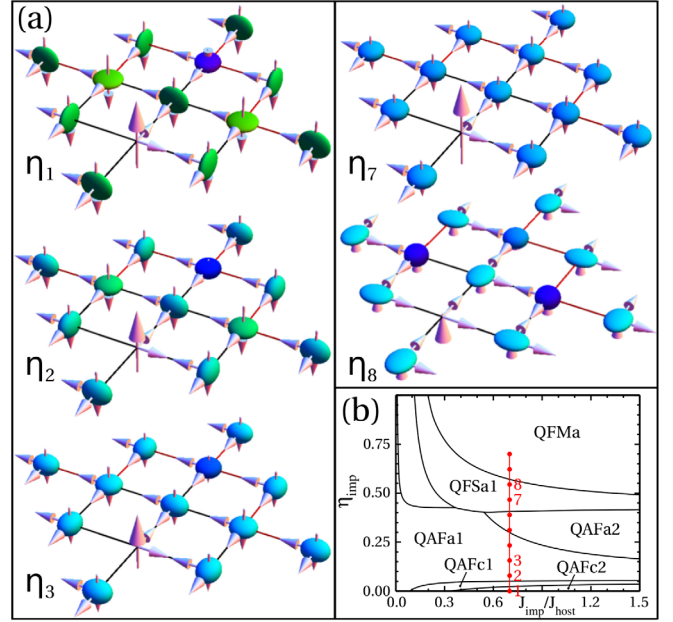 (a)
η1
η7
η2
η8
η3
(b)
0.75
0.50
0.25
0.00
ηimp
QFMa
QFSa1
8
7
QAFa1
QAFa2
3
QAFc1
2
QAFc2
1
0.0 0.3 0.6 0.9 1.2 1.5
Jimp/Jhost